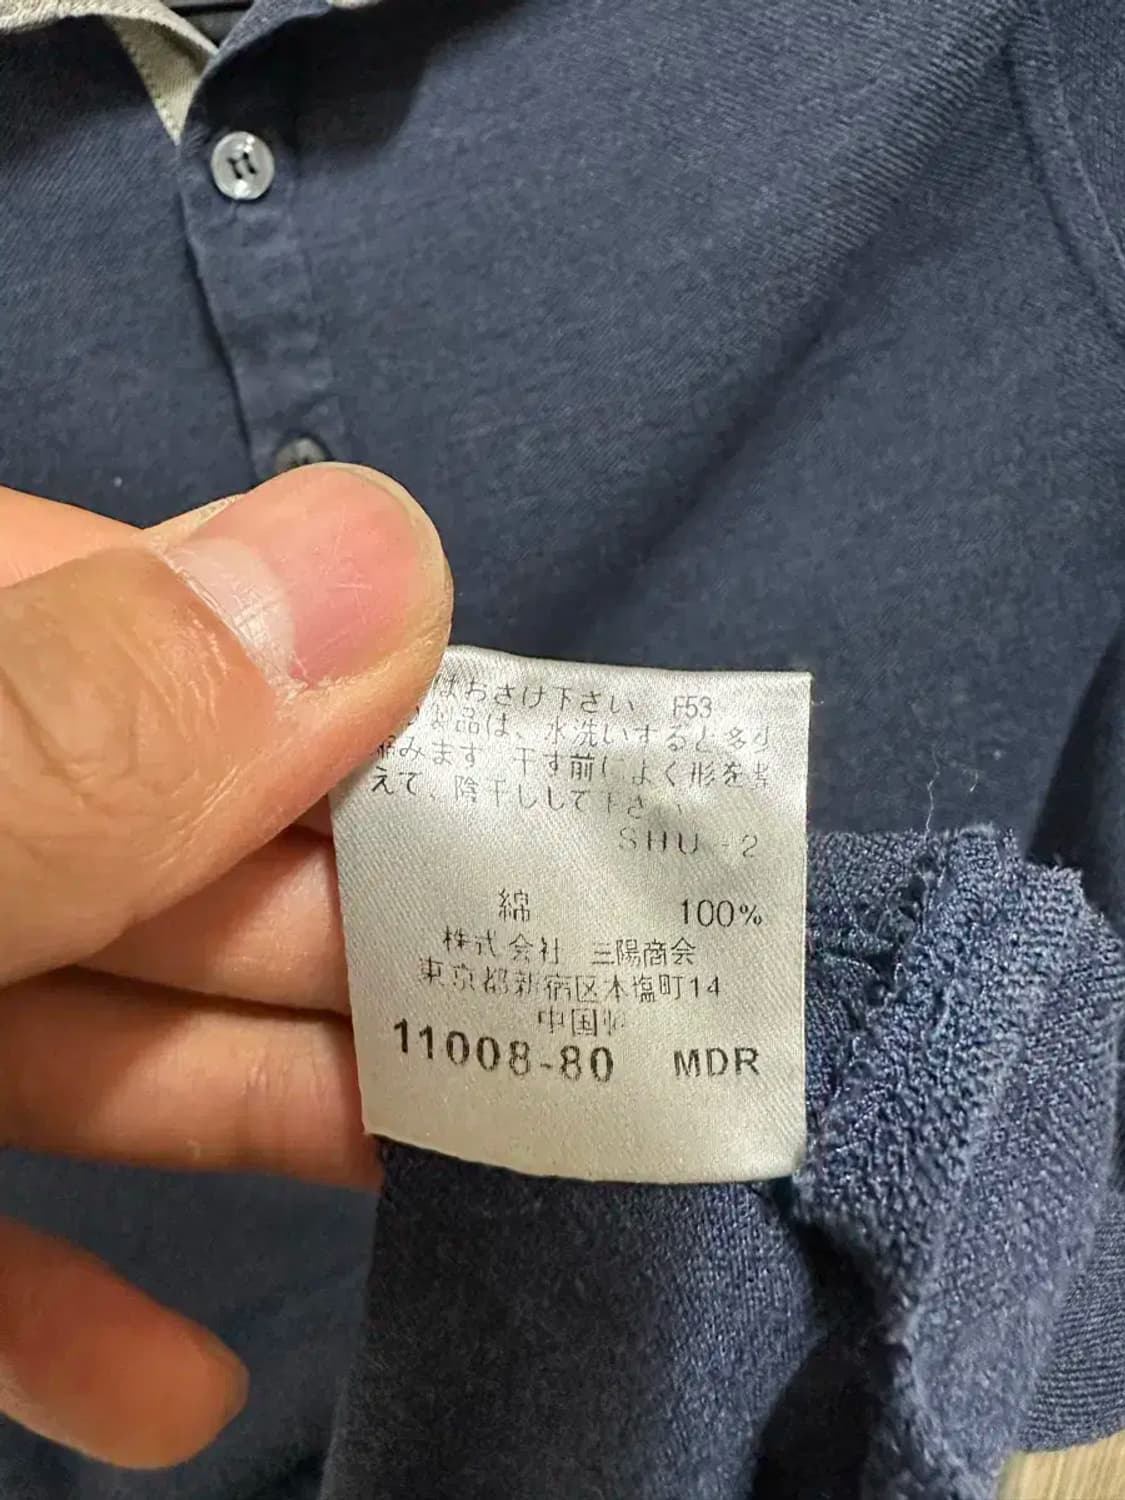 はおさけ下さい F53
製品は、水洗いすると多少
縮みます 干す前によく形を整
えて、陰干しして下さい
SHU-2
綿 100%
株式会社 三陽商会
東京都新宿区本塩町14
中国
11008-80 MDR